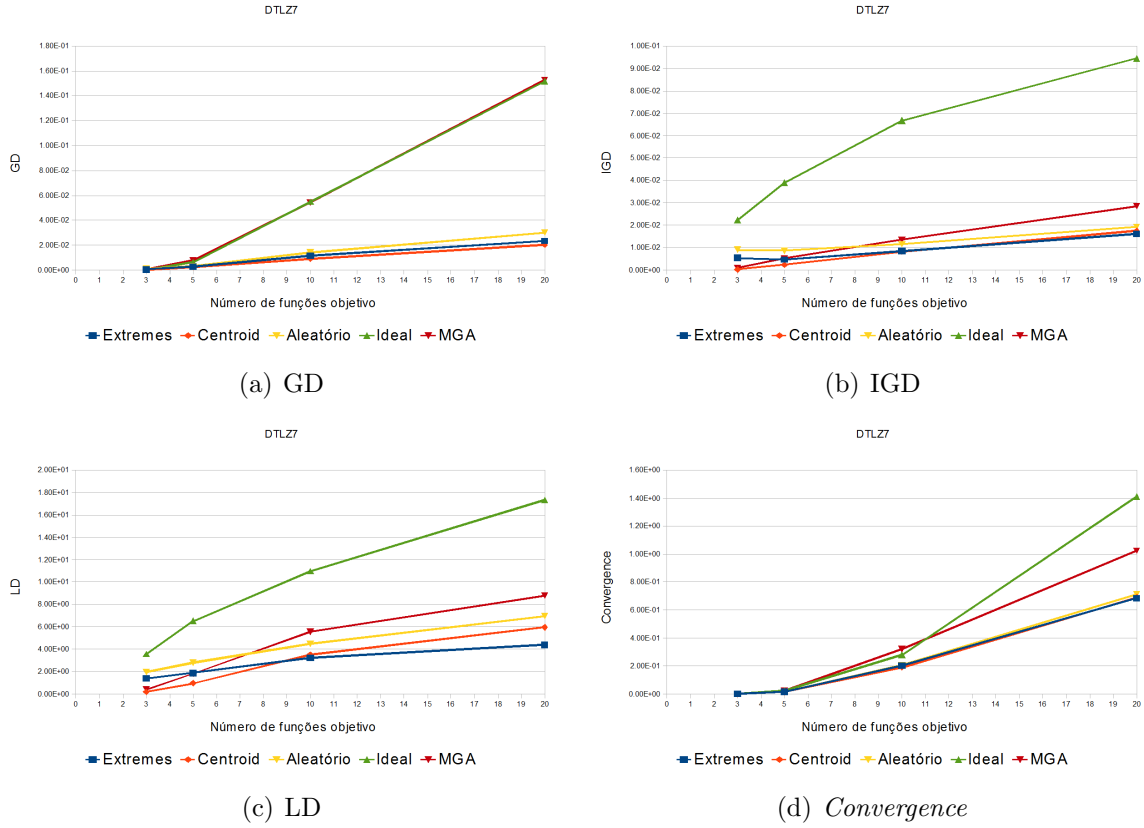 DTLZ7
1.80E-01
1.60E-01
1.40E-01
1.20E-01
1.00E-01
8.00E-02
6.00E-02
4.00E-02
2.00E-02
0.00E+00
GD
0 1 2 3 4 5 6 7 8 9 10 11 12 13 14 15 16 17 18 19 20
Número de funções objetivo
Extremes Centroid Aleatório Ideal MGA
(a) GD
DTLZ7
1.00E-01
9.00E-02
8.00E-02
7.00E-02
6.00E-02
5.00E-02
4.00E-02
3.00E-02
2.00E-02
1.00E-02
0.00E+00
IGD
0 1 2 3 4 5 6 7 8 9 10 11 12 13 14 15 16 17 18 19 20
Número de funções objetivo
Extremes Centroid Aleatório Ideal MGA
(b) IGD
DTLZ7
2.00E+01
1.80E+01
1.60E+01
1.40E+01
1.20E+01
1.00E+01
8.00E+00
6.00E+00
4.00E+00
2.00E+00
0.00E+00
LD
0 1 2 3 4 5 6 7 8 9 10 11 12 13 14 15 16 17 18 19 20
Número de funções objetivo
Extremes Centroid Aleatório Ideal MGA
(c) LD
DTLZ7
1.60E+00
1.40E+00
1.20E+00
1.00E+00
8.00E-01
6.00E-01
4.00E-01
2.00E-01
0.00E+00
Convergence
0 1 2 3 4 5 6 7 8 9 10 11 12 13 14 15 16 17 18 19 20
Número de funções objetivo
Extremes Centroid Aleatório Ideal MGA
(d) Convergence